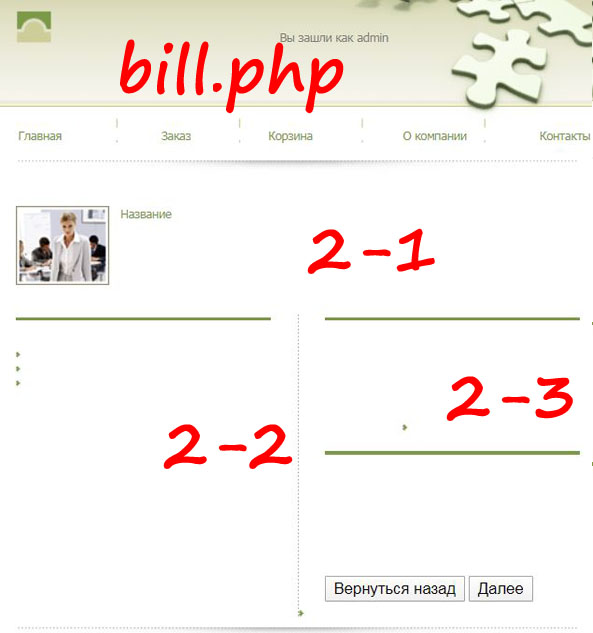 Вы зашли как admin
bill.php
Главная Заказ Корзина О компании Контакты
Название
2-1
2-3
2-2
Вернуться назад Далее